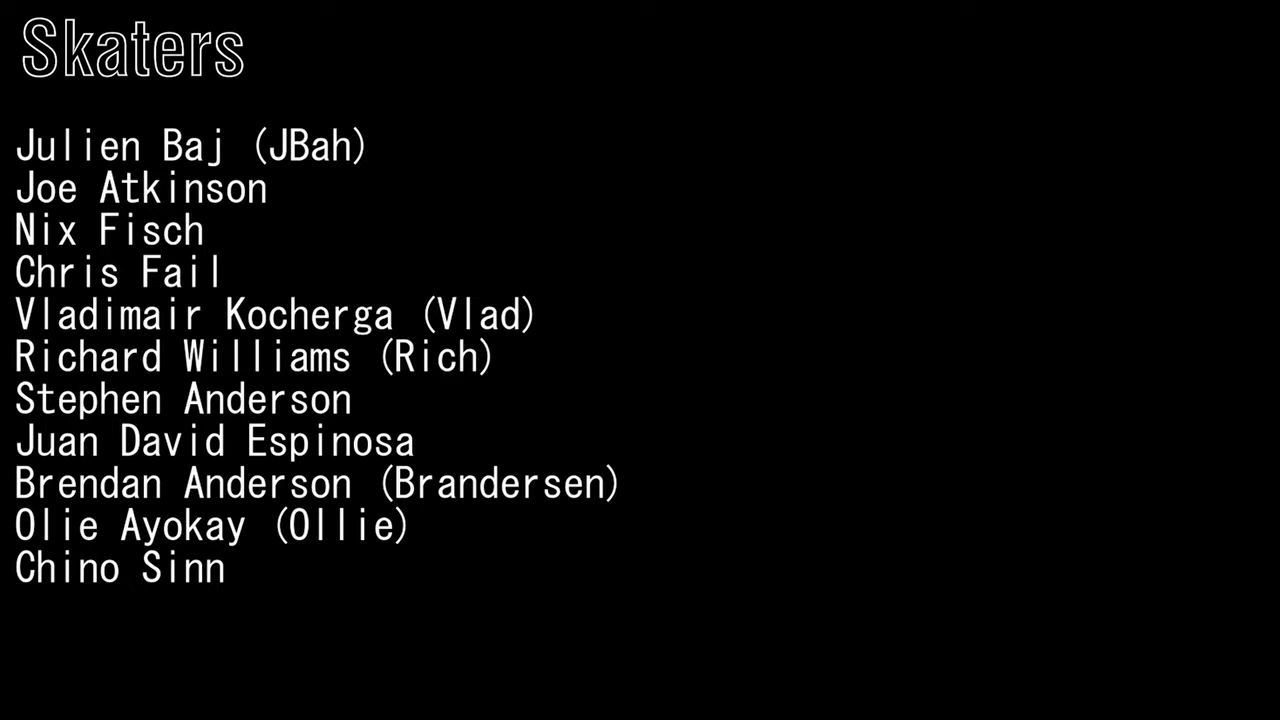 Skaters
Julien Baj (JBah)
Joe Atkinson
Nix Fisch
Chris Fail
Vladimair Kocherga (Vlad)
Richard Williams (Rich)
Stephen Anderson
Juan David Espinosa
Brendan Anderson (Brandersen)
Olie Ayokay (Ollie)
Chino Sinn